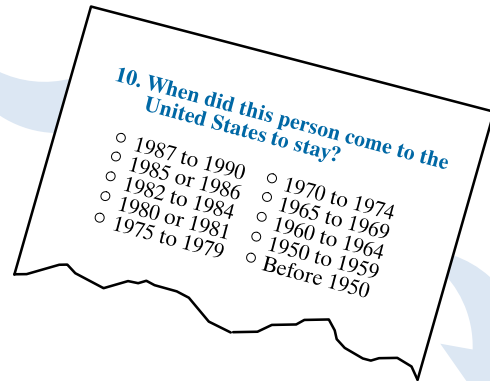 10. When did this person come to the
United States to stay?
○ 1987 to 1990
○ 1985 or 1986
○ 1982 to 1984
○ 1980 or 1981
○ 1975 to 1979
○ 1970 to 1974
○ 1965 to 1969
○ 1960 to 1964
○ 1950 to 1959
○ Before 1950